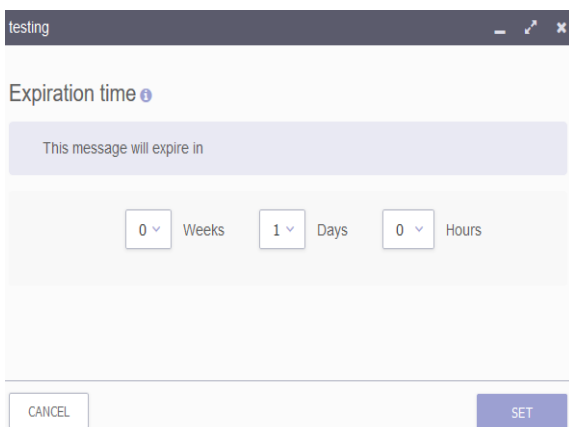 testing
Expiration time
This message will expire in
0 Weeks 1 Days 0 Hours
CANCEL SET